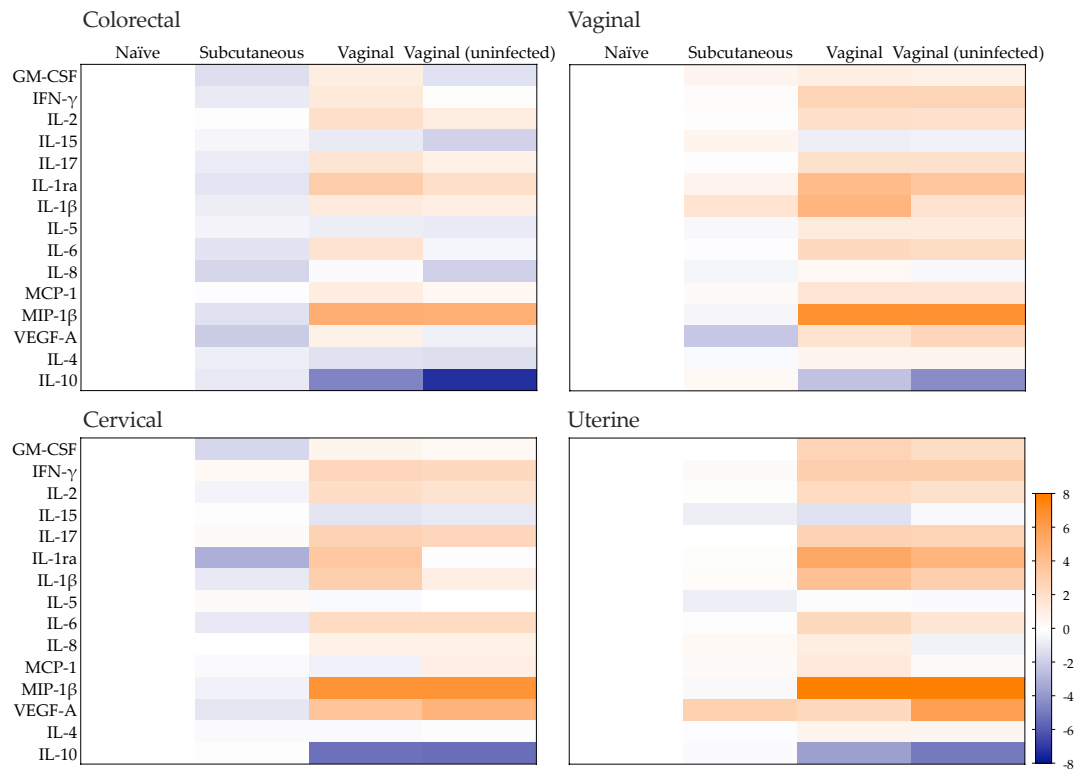 Colorectal Vaginal
Naïve Subcutaneous Vaginal Vaginal (uninfected) Naïve Subcutaneous Vaginal Vaginal (uninfected)
GM-CSF
IFN-γ
IL-2
IL-15
IL-17
IL-1ra
IL-1β
IL-5
IL-6
IL-8
MCP-1
MIP-1β
VEGF-A
IL-4
IL-10
Cervical Uterine
GM-CSF
IFN-γ
IL-2
IL-15
IL-17
IL-1ra
IL-1β
IL-5
IL-6
IL-8
MCP-1
MIP-1β
VEGF-A
IL-4
IL-10
8
6
4
2
0
-2
-4
-6
-8